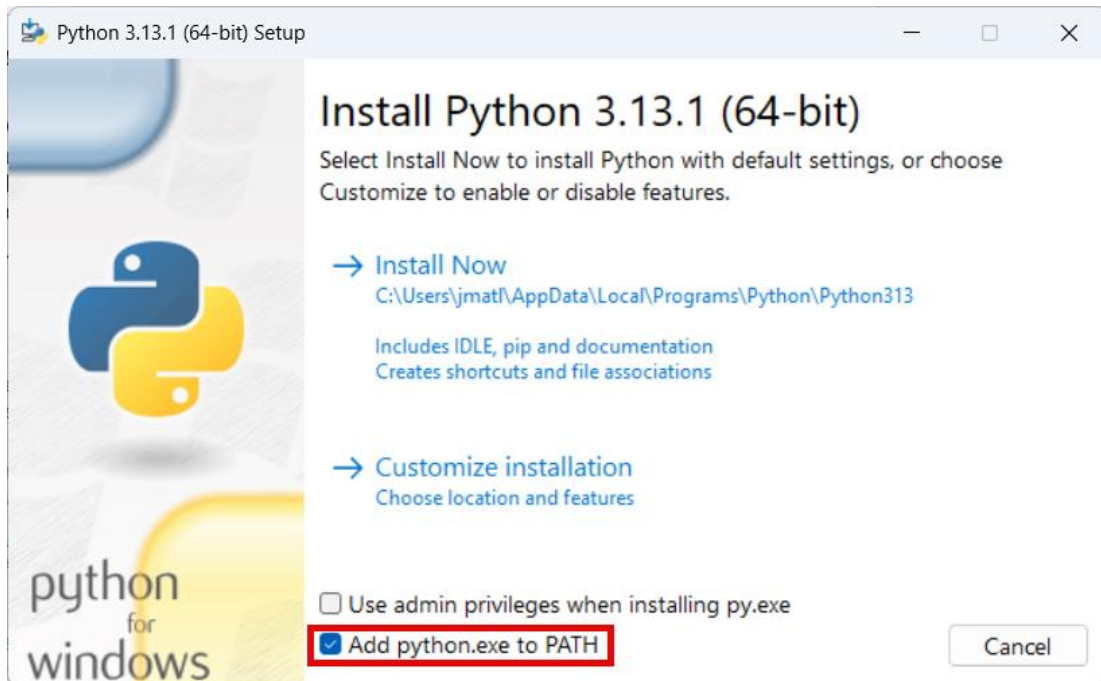 Python 3.13.1 (64-bit) Setup
Install Python 3.13.1 (64-bit)
Select Install Now to install Python with default settings, or choose
Customize to enable or disable features.
Install Now
C:\Users\jmatl\AppData\Local\Programs\Python\Python313
Includes IDLE, pip and documentation
Creates shortcuts and file associations
Customize installation
Choose location and features
python
for
windows
Use admin privileges when installing py.exe
Add python.exe to PATH
Cancel